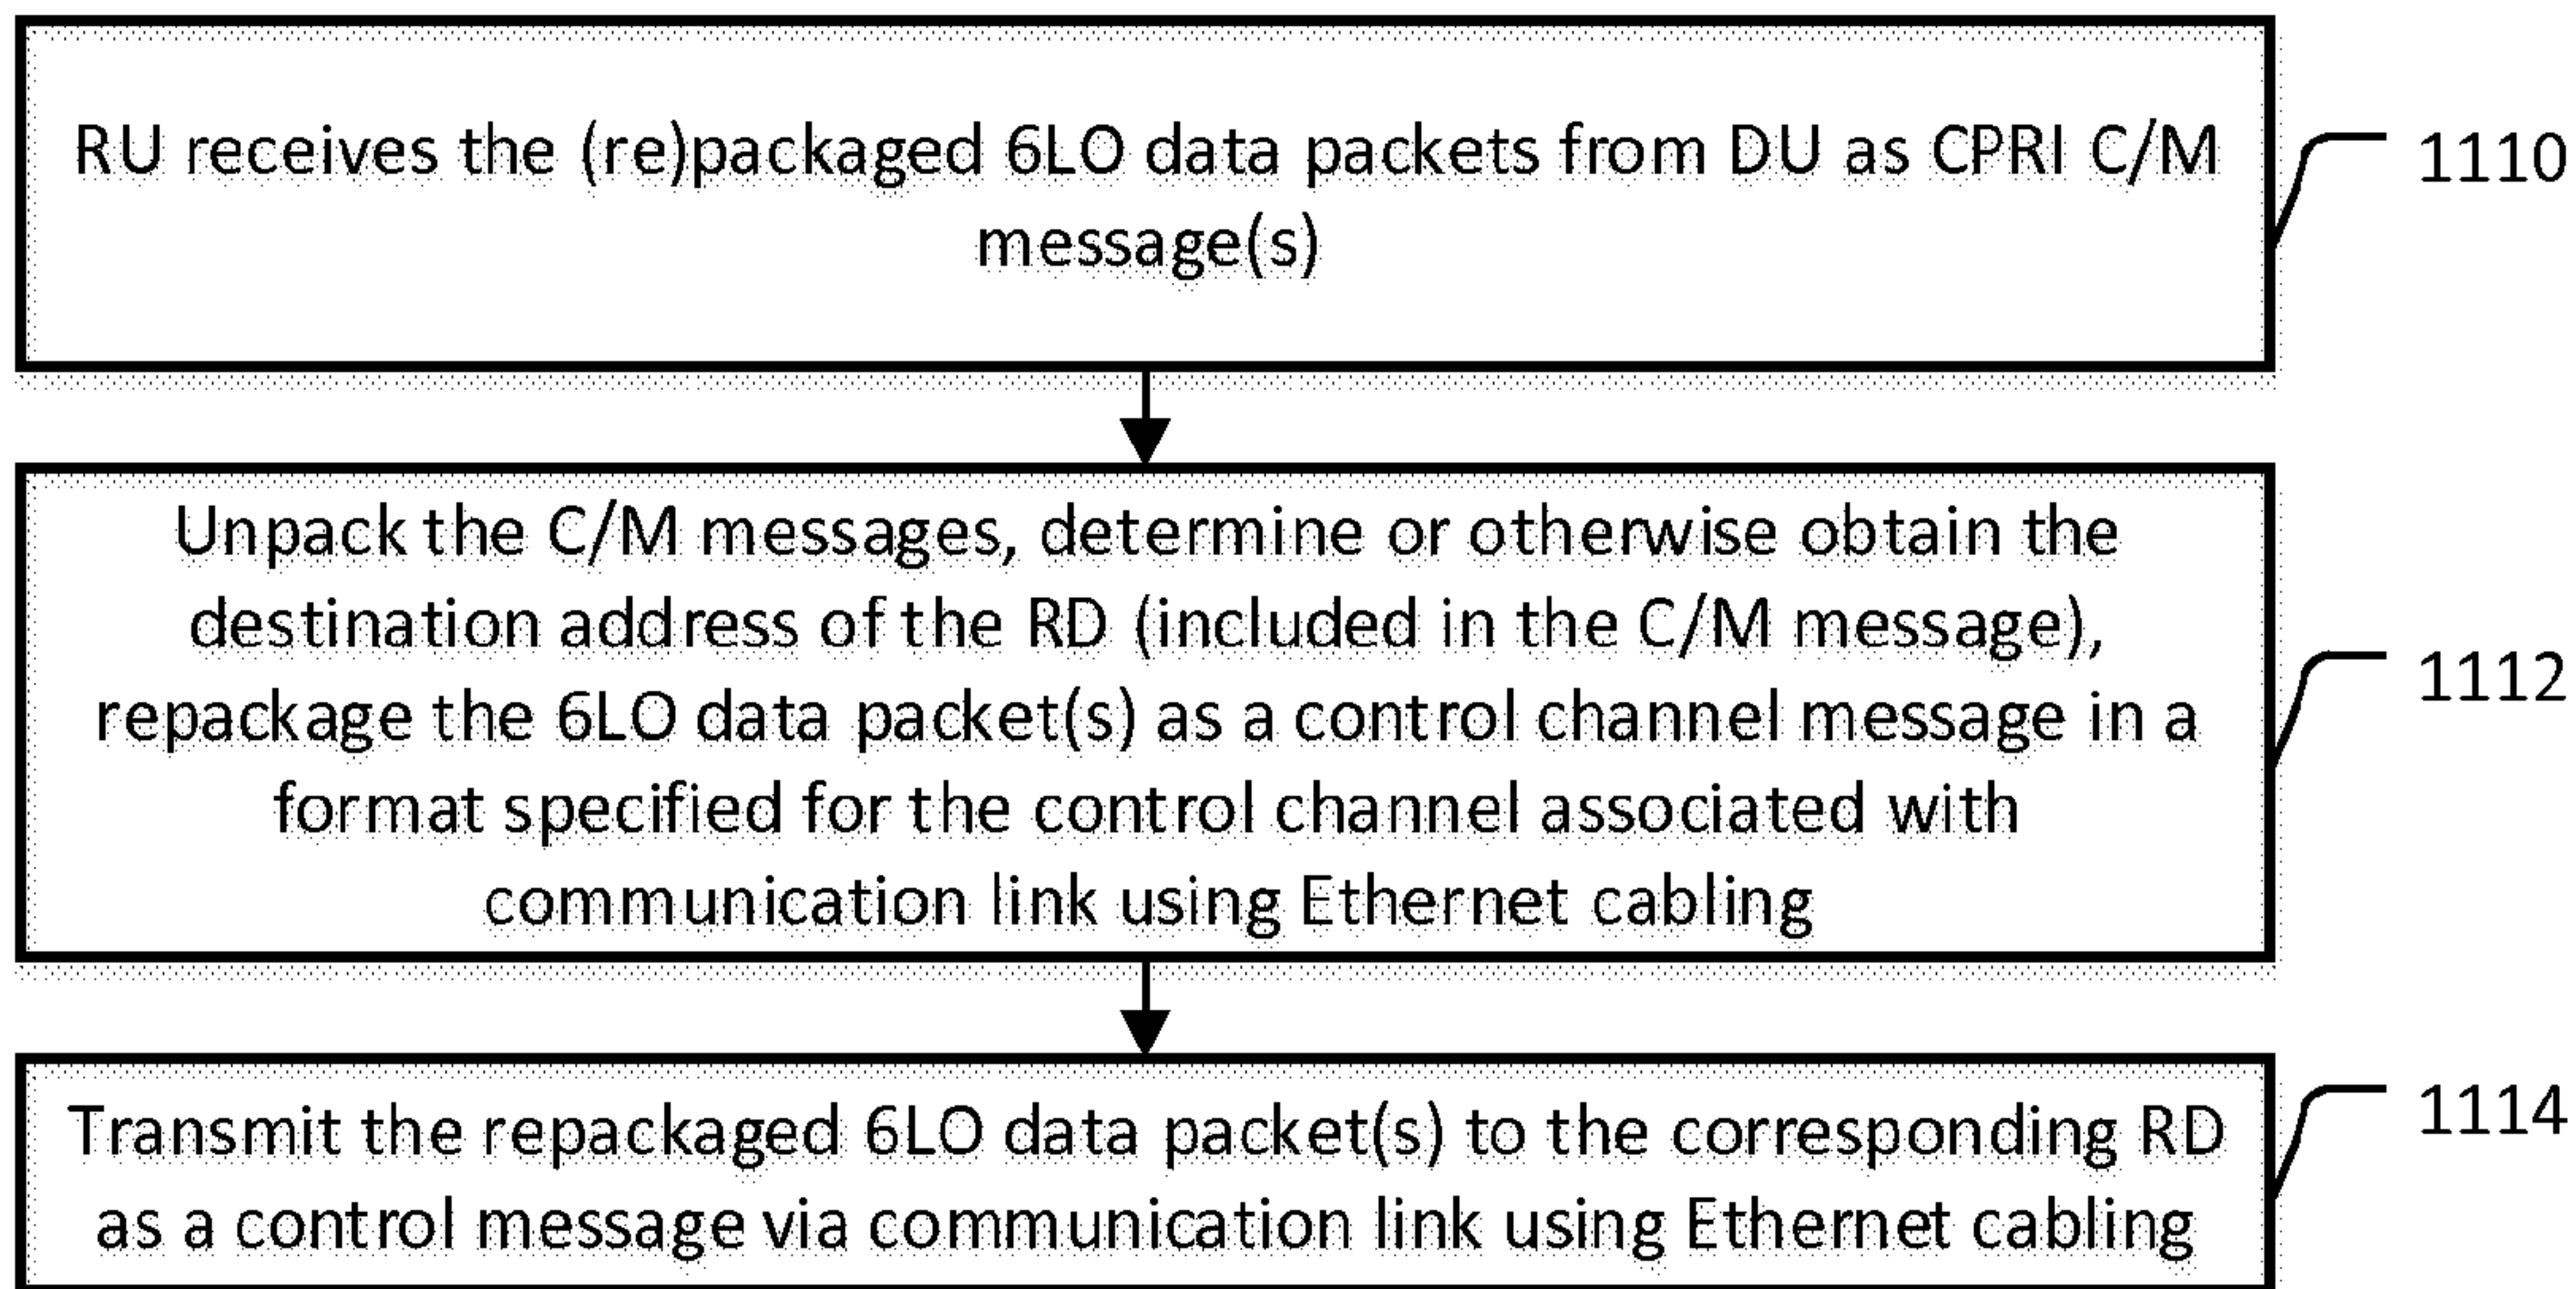 RU receives the (re)packaged 6LO data packets from DU as CPRI C/M
message(s)
1110
Unpack the C/M messages, determine or otherwise obtain the
destination address of the RD (included in the C/M message),
repackage the 6LO data packet(s) as a control channel message in a
format specified for the control channel associated with
communication link using Ethernet cabling
1112
Transmit the repackaged 6LO data packet(s) to the corresponding RD
as a control message via communication link using Ethernet cabling
1114